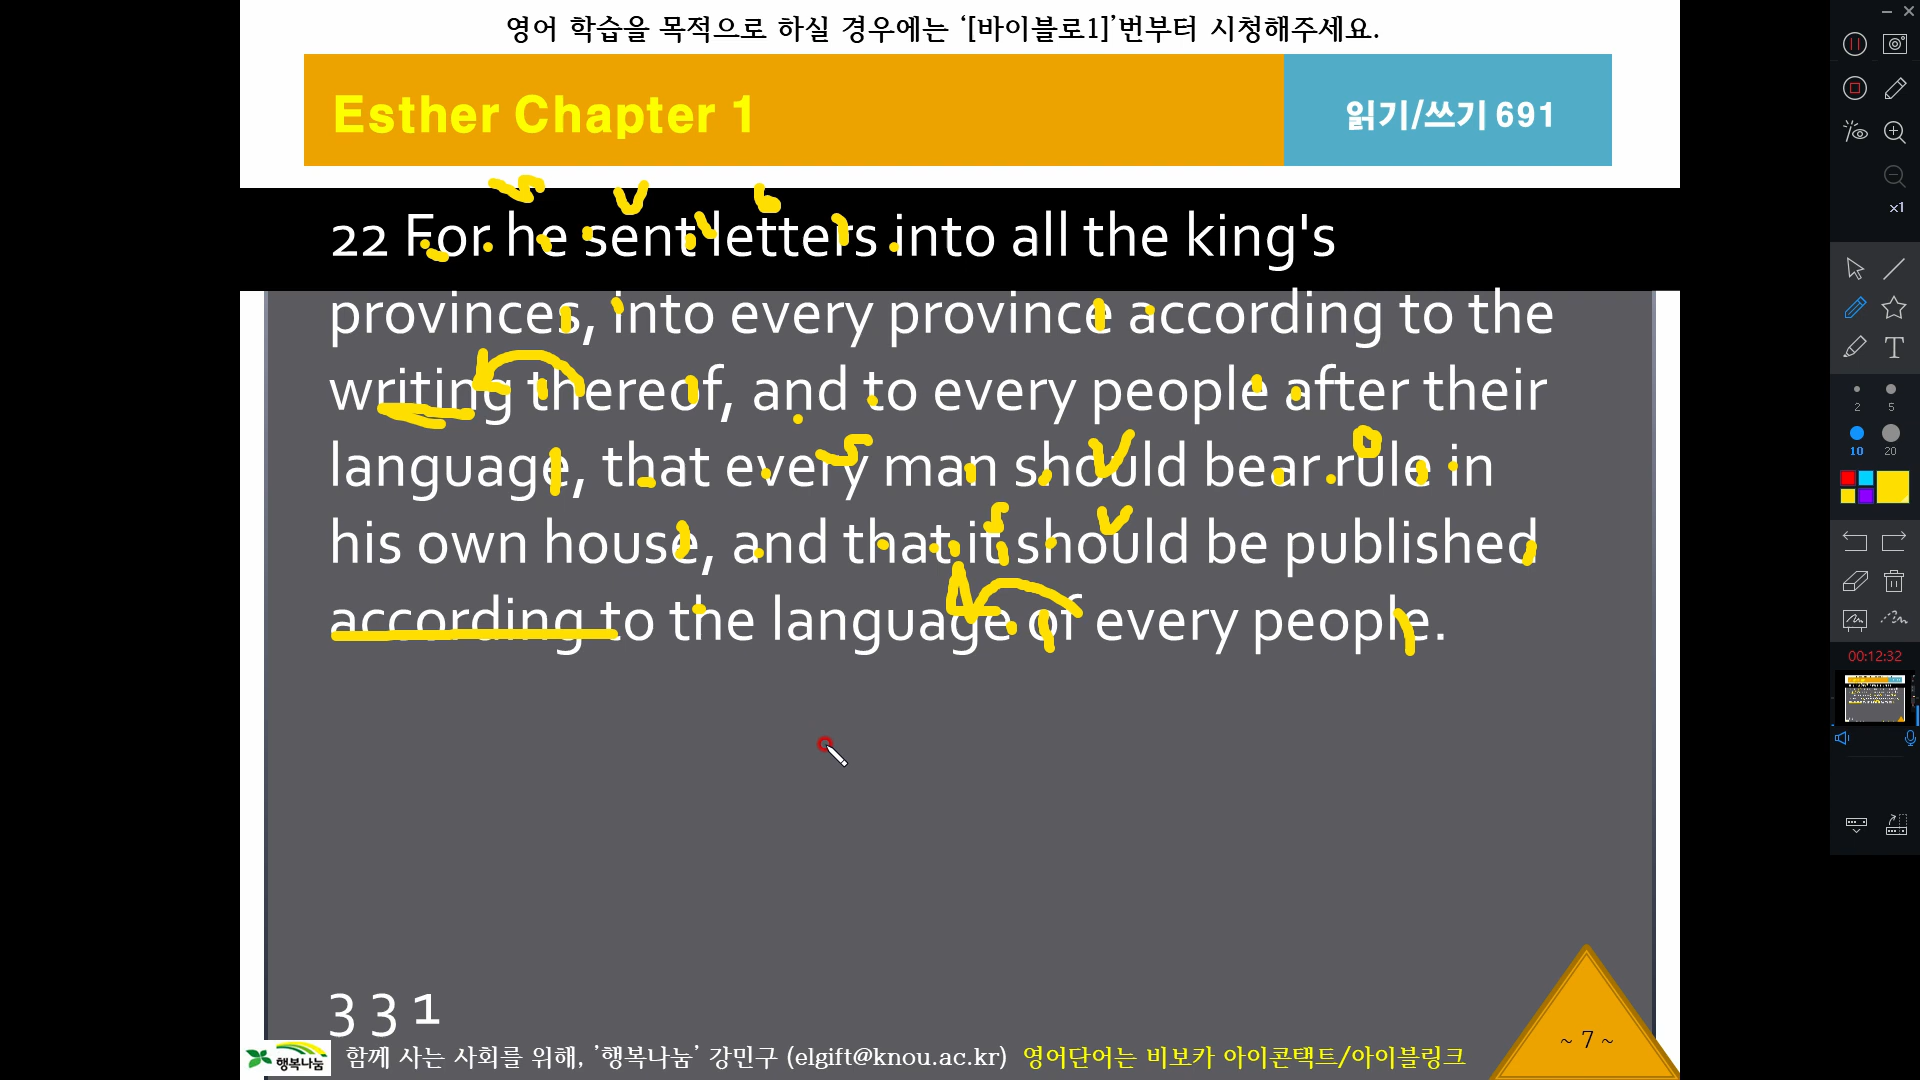 영어 학습을 목적으로 하실 경우에는 ‘[바이블로1]’번부터 시청해주세요.
Esther Chapter 1
읽기/쓰기 691
22 For he sent letters into all the king's
provinces, into every province according to the
writing thereof, and to every people after their
language, that every man should bear rule in
his own house, and that it should be published
according to the language of every people.
3 3 1
~ 7 ~
행복나눔 함께 사는 사회를 위해, ’행복나눔’ 강민구 (elgift@knou.ac.kr) 영어단어는 비보카 아이콘택트/아이블링크
x1
T
2 5
10 20
00:12:32